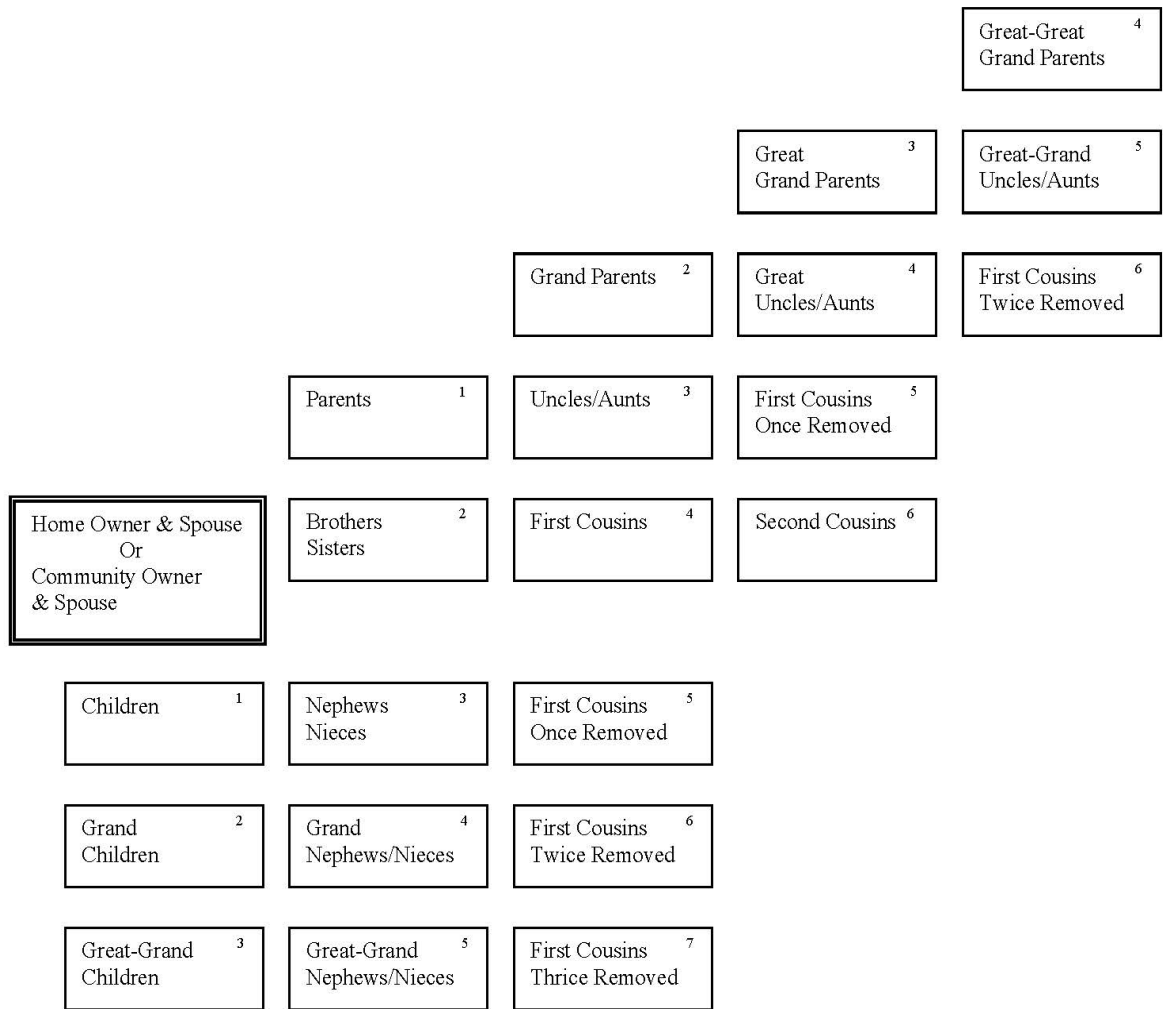 Great-Great 4
Grand Parents
Great 3
Grand Parents
Great-Grand 5
Uncles/Aunts
Grand Parents 2
Great 4
Uncles/Aunts
First Cousins 6
Twice Removed
Parents 1
Uncles/Aunts 3
First Cousins 5
Once Removed
Home Owner & Spouse
Or
Community Owner
& Spouse
Brothers 2
Sisters
First Cousins 4
Second Cousins 6
Children 1
Nephews 3
Nieces
First Cousins 5
Once Removed
Grand 2
Children
Grand 4
Nephews/Nieces
First Cousins 6
Twice Removed
Great-Grand 3
Children
Great-Grand 5
Nephews/Nieces
First Cousins 7
Thrice Removed